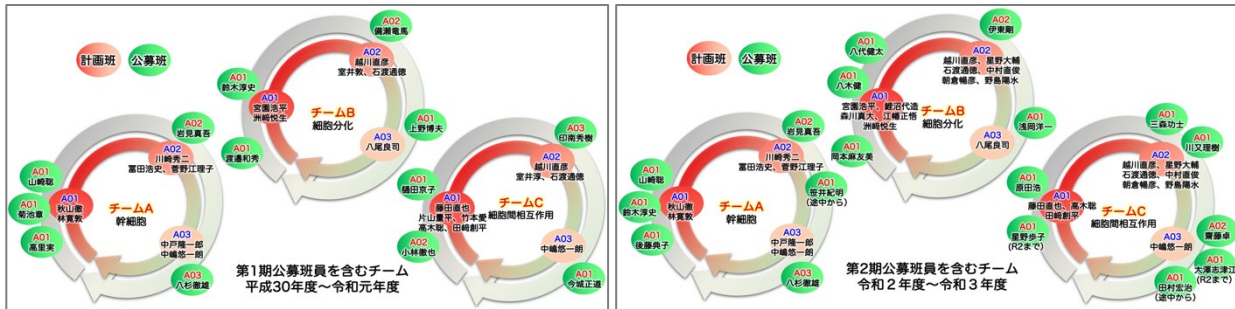 計画班
公募班
A02
備瀬竜馬
A01
鈴木淳史
A01
宮園浩平
洲﨑悦生
A02
越川直彦
室井敦、石渡通徳
チームB
細胞分化
A03
八尾良司
A01
上野博夫
A01
渡邉和秀
A02
岩見真吾
A02
川崎秀二
冨田浩史、菅野江理子
A01
山崎聡
A01
菊池章
A01
高里実
A01
秋山徹
林寛敦
チームA
幹細胞
A03
中戸隆一郎
中嶋悠一朗
A03
八杉徹雄
A03
印南秀樹
A02
越川直彦
室井淳、石渡通徳
A01
樋田京子
A01
藤田直也
片山量平、竹本愛
高木聡、田﨑創平
A02
小林徹也
チームC
細胞間相互作用
A03
中嶋悠一朗
A01
今城正道
第1期公募班員を含むチーム
平成30年度〜令和元年度
計画班
公募班
A02
伊東剛
A01
八代健太
A01
八木健
A01
宮園浩平、鯉沼代造
森川真大、江幡正悟
洲﨑悦生
A02
越川直彦、星野大輔
石渡通徳、中村直俊
朝倉暢彦、野島陽水
チームB
細胞分化
A03
八尾良司
A01
浅岡洋一
A01
岡本麻友美
A02
岩見真吾
A02
川崎秀二
冨田浩史、菅野江理子
A01
山崎聡
A01
鈴木淳史
A01
後藤典子
A01
秋山徹
林寛敦
チームA
幹細胞
A01
笹井紀明
(途中から)
A03
中戸隆一郎
中嶋悠一朗
A03
八杉徹雄
A01
三森功士
A01
川又理樹
A02
越川直彦、星野大輔
石渡通徳、中村直俊
朝倉暢彦、野島陽水
A01
原田浩
A01
藤田直也、高木聡
田﨑創平
A01
星野歩子
(R2まで)
チームC
細胞間相互作用
A03
中嶋悠一朗
A02
齋藤卓
A01
大澤志津江
(R2まで)
A01
田村宏治
(途中から)
第2期公募班員を含むチーム
令和２年度〜令和３年度